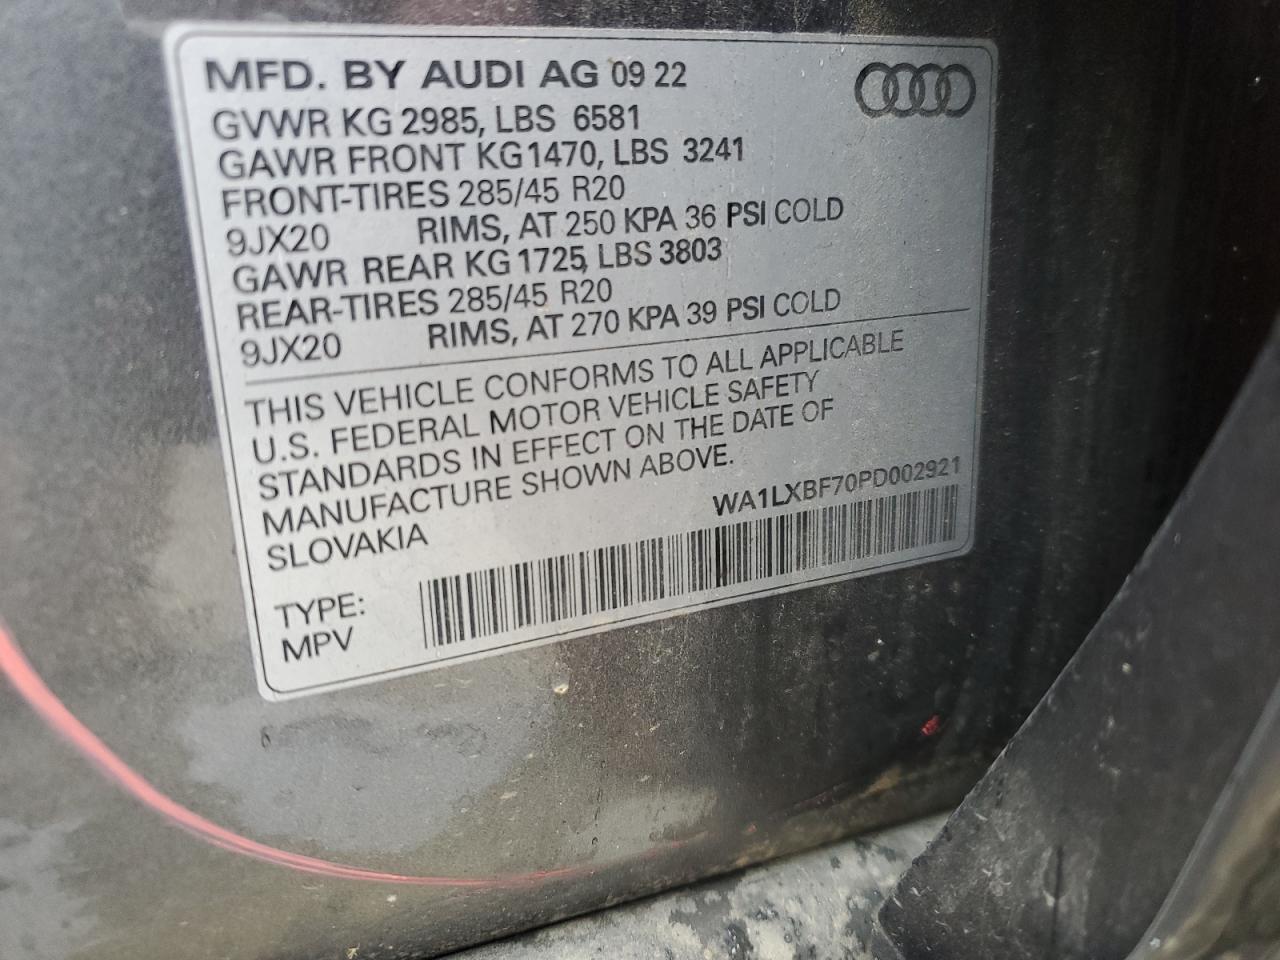 MFD. BY AUDI AG 09 22
GVWR KG 2985, LBS 6581
GAWR FRONT KG1470, LBS 3241
FRONT-TIRES 285/45 R20
9JX20 RIMS, AT 250 KPA 36 PSI COLD
GAWR REAR KG1725, LBS 3803
REAR-TIRES 285/45 R20
9JX20 RIMS, AT 270 KPA 39 PSI COLD
THIS VEHICLE CONFORMS TO ALL APPLICABLE
U.S. FEDERAL MOTOR VEHICLE SAFETY
STANDARDS IN EFFECT ON THE DATE OF
MANUFACTURE SHOWN ABOVE.
SLOVAKIA
WA1LXBF70PD002921
TYPE:
MPV